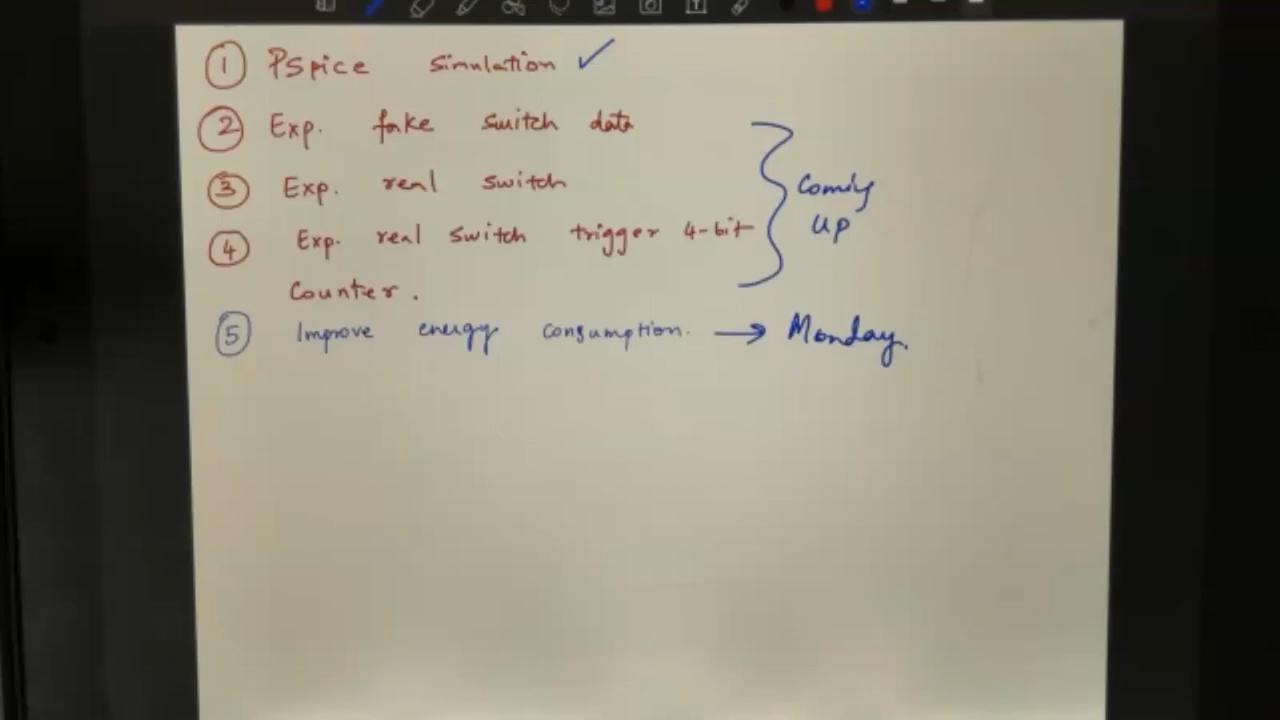 ① PSpice simulation ✓
② Exp. fake switch data
③ Exp. real switch
④ Exp. real switch trigger 4-bit
Counter.
} Coming
up
⑤ Improve energy consumption. → Monday.